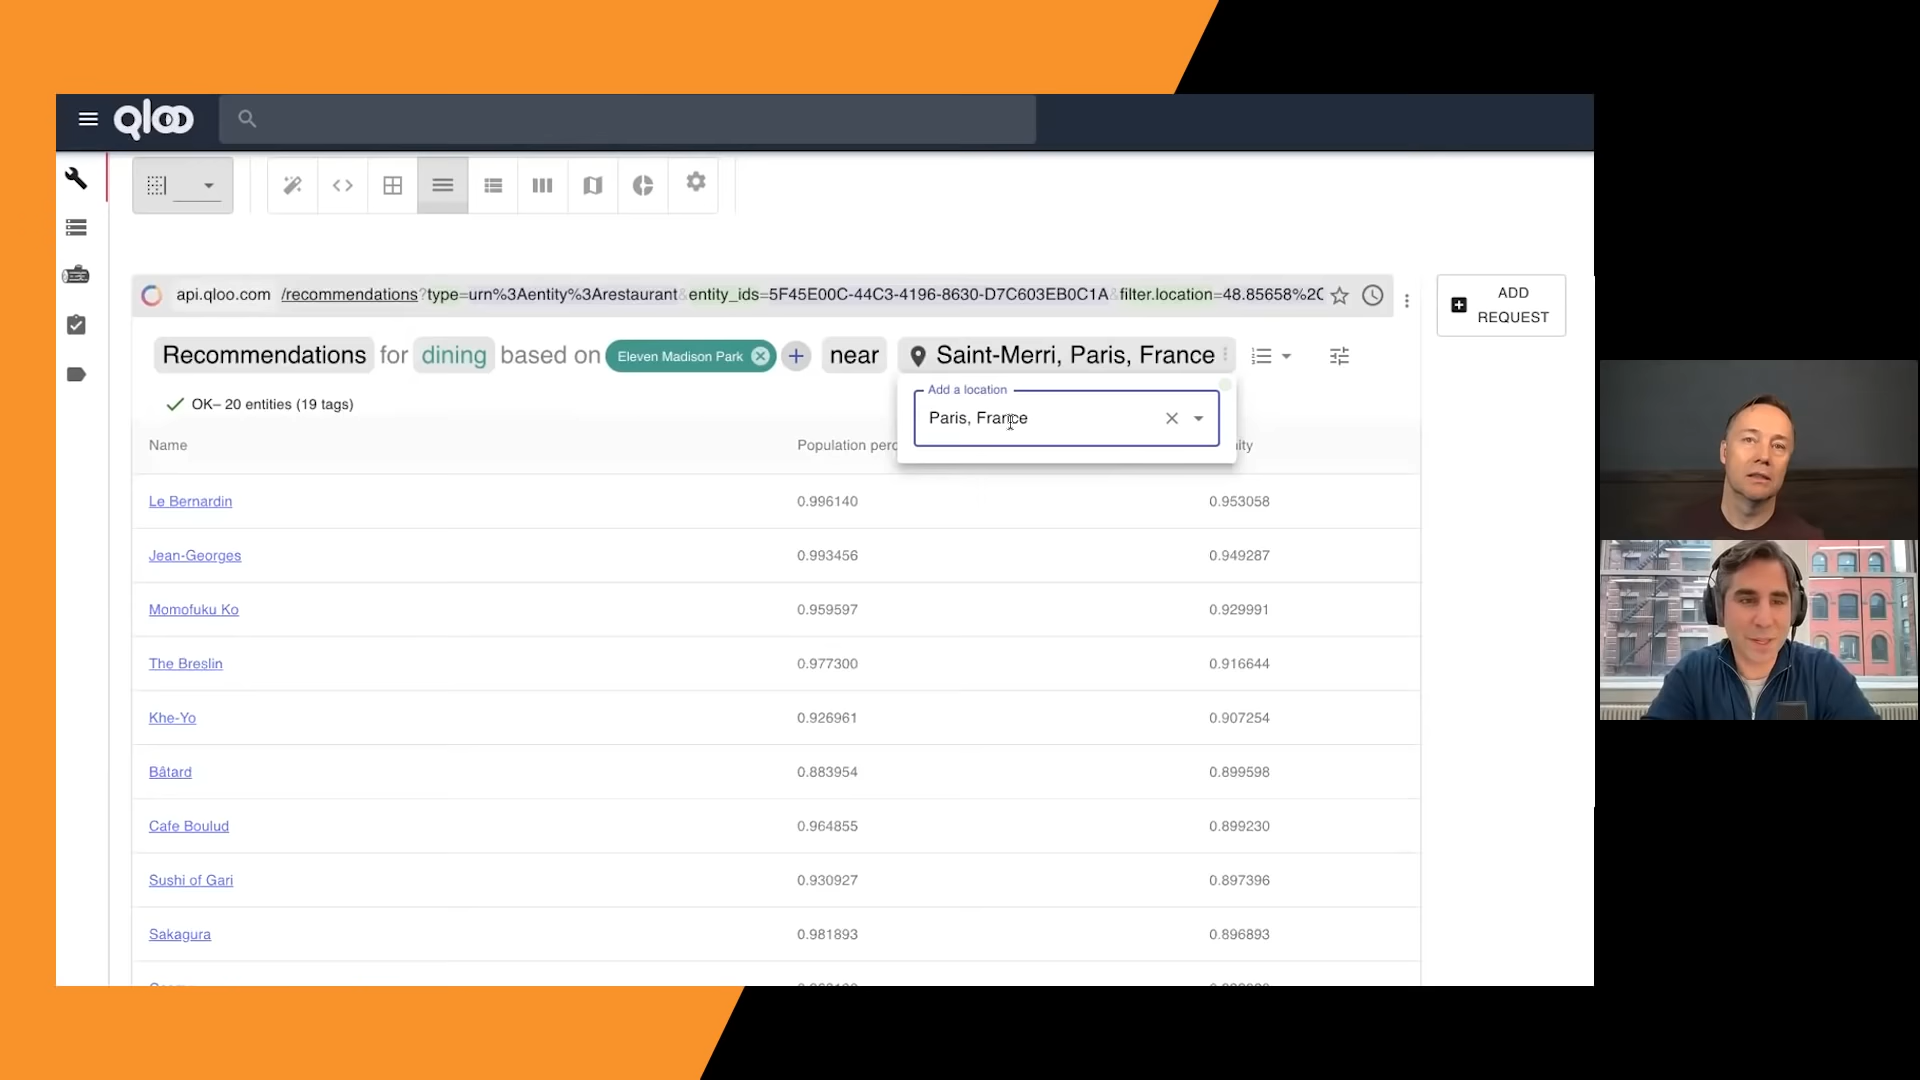 qloo
api.qloo.com /recommendations?type=urn%3Aentity%3Arestaurant&entity_ids=5F45E00C-44C3-4196-8630-D7C603EB0C1A&filter.location=48.85658%2C
ADD REQUEST
Recommendations for dining based on Eleven Madison Park near Saint-Merri, Paris, France
OK– 20 entities (19 tags)
Add a location
Paris, France
Name Population perc ity
Le Bernardin 0.996140 0.953058
Jean-Georges 0.993456 0.949287
Momofuku Ko 0.959597 0.929991
The Breslin 0.977300 0.916644
Khe-Yo 0.926961 0.907254
Bâtard 0.883954 0.899598
Cafe Boulud 0.964855 0.899230
Sushi of Gari 0.930927 0.897396
Sakagura 0.981893 0.896893